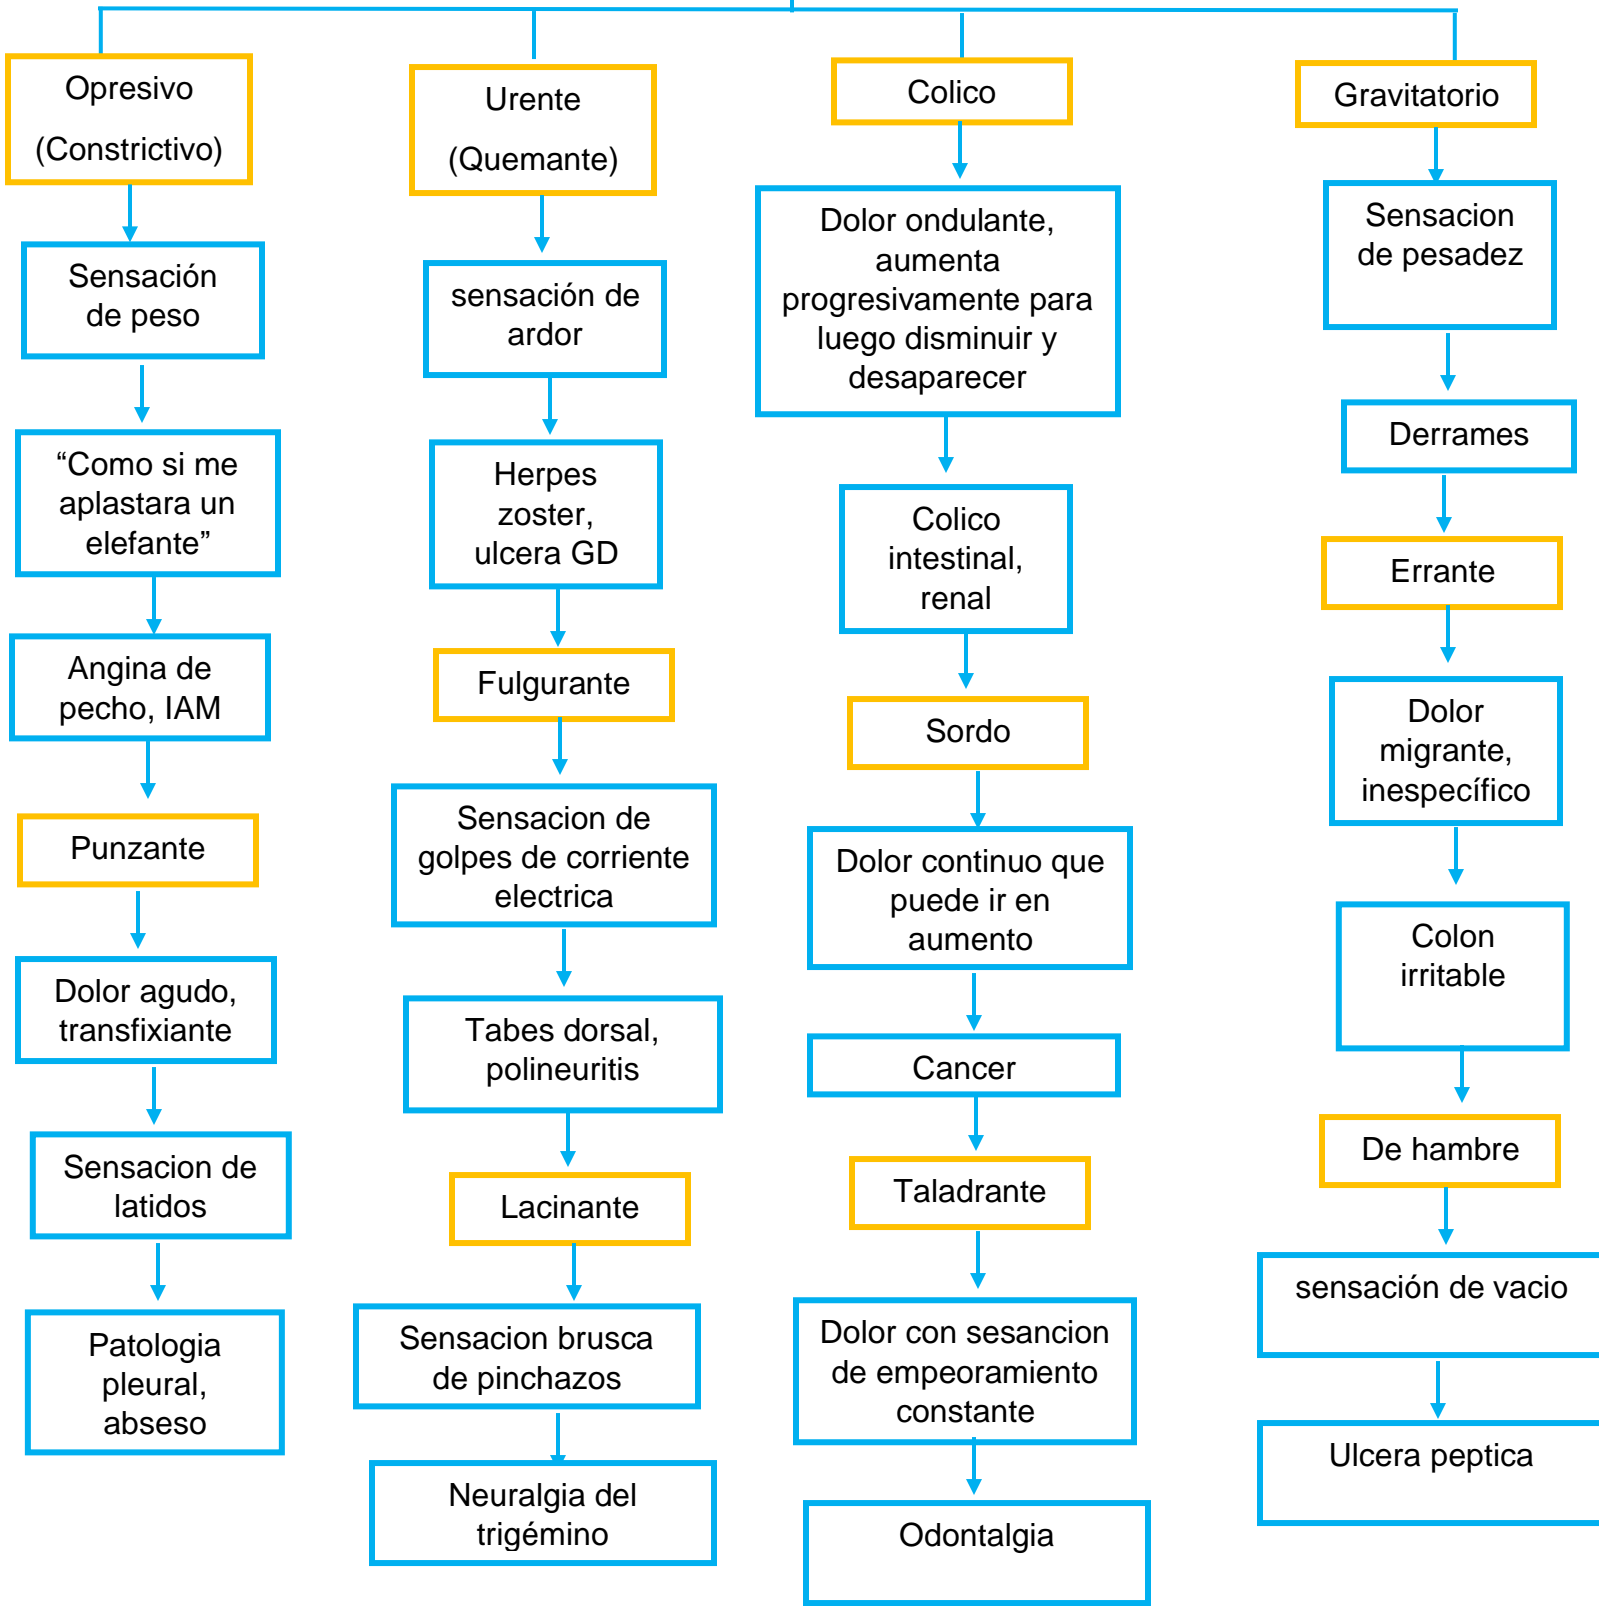 Opresivo
(Constrictivo)
Sensación
de peso
“Como si me
aplastara un
elefante”
Angina de
pecho, IAM
Punzante
Dolor agudo,
transfixiante
Sensacion de
latidos
Patologia
pleural,
abseso
Urente
(Quemante)
sensación de
ardor
Herpes
zoster,
ulcera GD
Fulgurante
Sensacion de
golpes de corriente
electrica
Tabes dorsal,
polineuritis
Lacinante
Sensacion brusca
de pinchazos
Neuralgia del
trigémino
Colico
Dolor ondulante,
aumenta
progresivamente para
luego disminuir y
desaparecer
Colico
intestinal,
renal
Sordo
Dolor continuo que
puede ir en
aumento
Cancer
Taladrante
Dolor con sesancion
de empeoramiento
constante
Odontalgia
Gravitatorio
Sensacion
de pesadez
Derrames
Errante
Dolor
migrante,
inespecífico
Colon
irritable
De hambre
sensación de vacio
Ulcera peptica